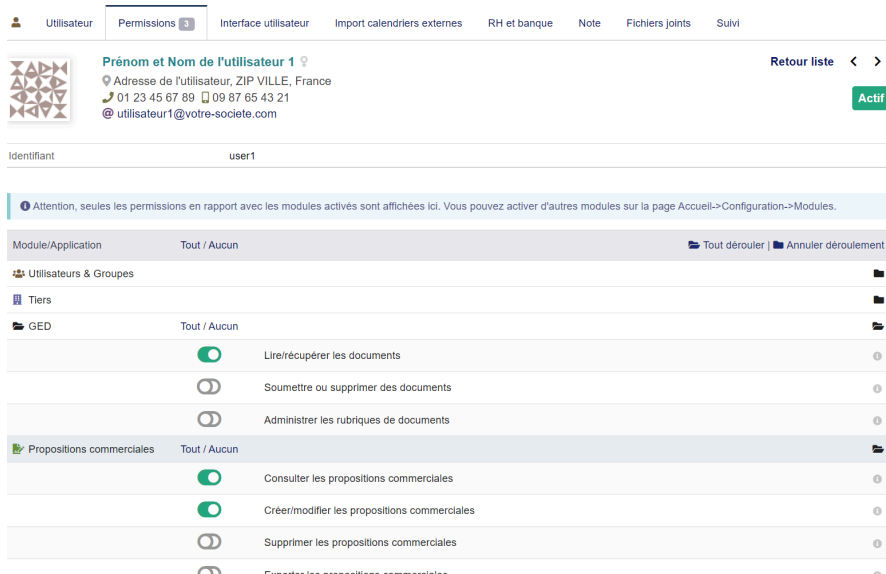 Utilisateur Permissions 3 Interface utilisateur Import calendriers externes RH et banque Note Fichiers joints Suivi
Prénom et Nom de l'utilisateur 1 Retour liste
Adresse de l'utilisateur, ZIP VILLE, France
01 23 45 67 89 09 87 65 43 21
Actif
@ utilisateur1@votre-societe.com
Identifiant user1
Attention, seules les permissions en rapport avec les modules activés sont affichées ici. Vous pouvez activer d'autres modules sur la page Accueil->Configuration->Modules.
Module/Application Tout / Aucun Tout dérouler | Annuler déroulement
Utilisateurs & Groupes
Tiers
GED Tout / Aucun
Lire/récupérer les documents
Soumettre ou supprimer des documents
Administrer les rubriques de documents
Propositions commerciales Tout / Aucun
Consulter les propositions commerciales
Créer/modifier les propositions commerciales
Supprimer les propositions commerciales
Exporter les propositions commerciales